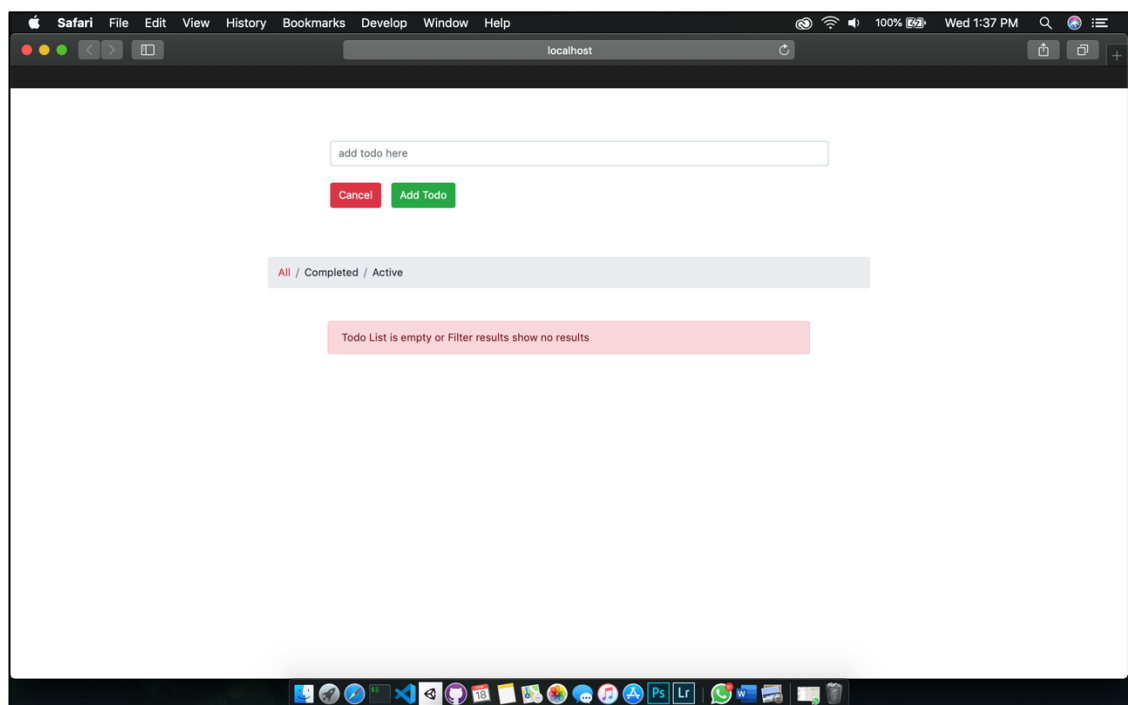 Safari File Edit View History Bookmarks Develop Window Help 100% Wed 1:37 PM
localhost
add todo here
Cancel Add Todo
All / Completed / Active
Todo List is empty or Filter results show no results
18 Ps Lr W